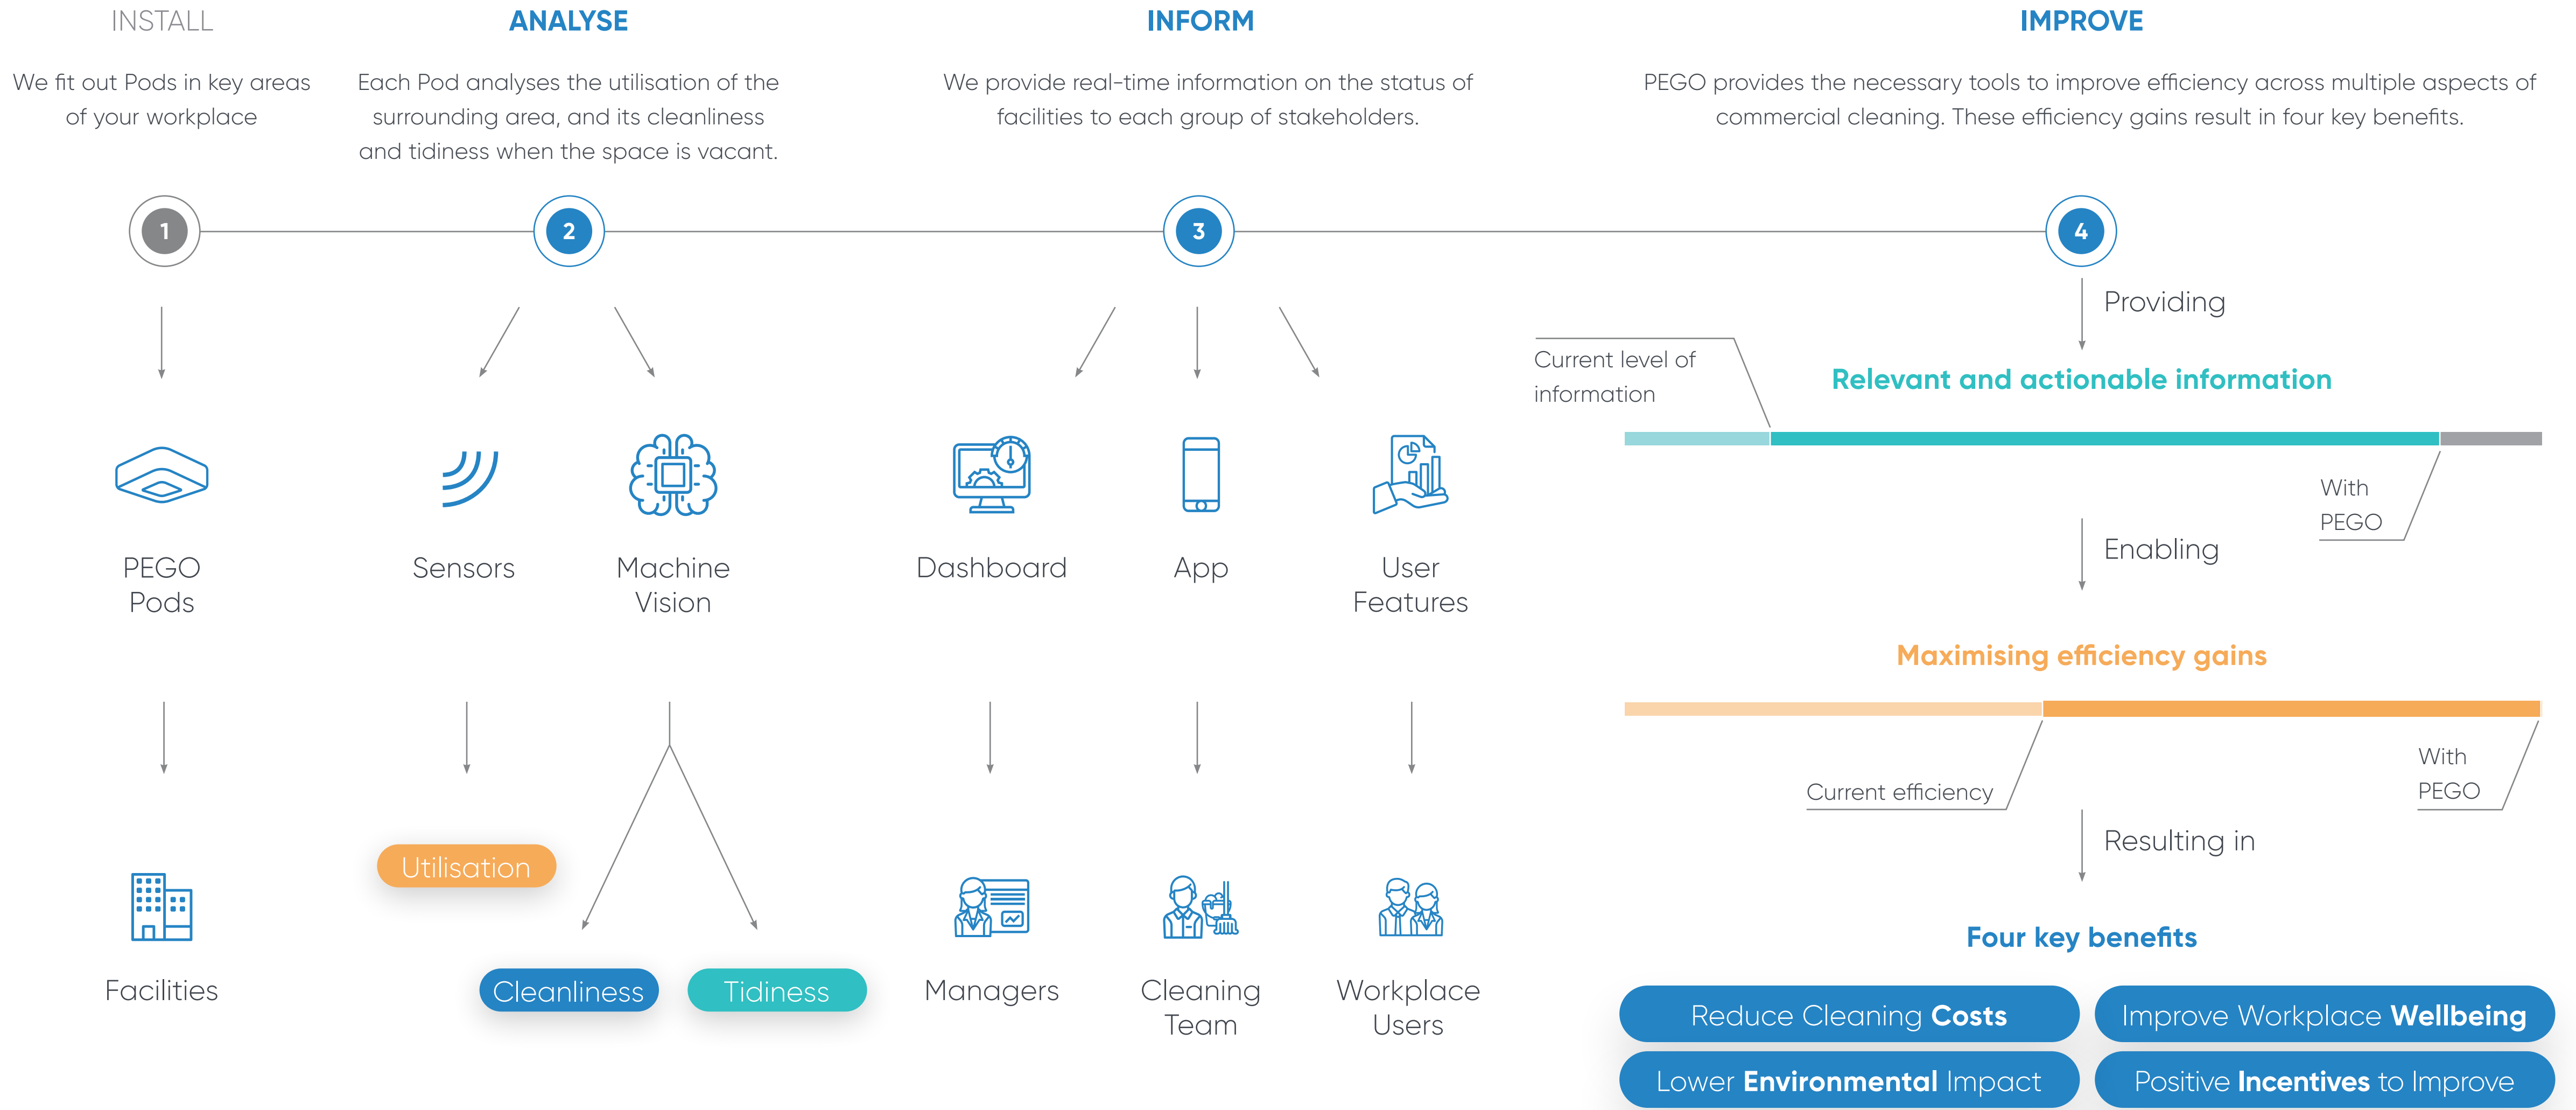 INSTALL
We fit out Pods in key areas
of your workplace
ANALYSE
Each Pod analyses the utilisation of the
surrounding area, and its cleanliness
and tidiness when the space is vacant.
INFORM
We provide real-time information on the status of
facilities to each group of stakeholders.
IMPROVE
PEGO provides the necessary tools to improve efficiency across multiple aspects of
commercial cleaning. These efficiency gains result in four key benefits.
1
2
3
4
PEGO
Pods
Facilities
Sensors
Machine
Vision
Utilisation
Cleanliness
Tidiness
Dashboard
App
User
Features
Managers
Cleaning
Team
Workplace
Users
Providing
Current level of
information
Relevant and actionable information
With
PEGO
Enabling
Maximising efficiency gains
Current efficiency
With
PEGO
Resulting in
Four key benefits
Reduce Cleaning Costs
Improve Workplace Wellbeing
Lower Environmental Impact
Positive Incentives to Improve